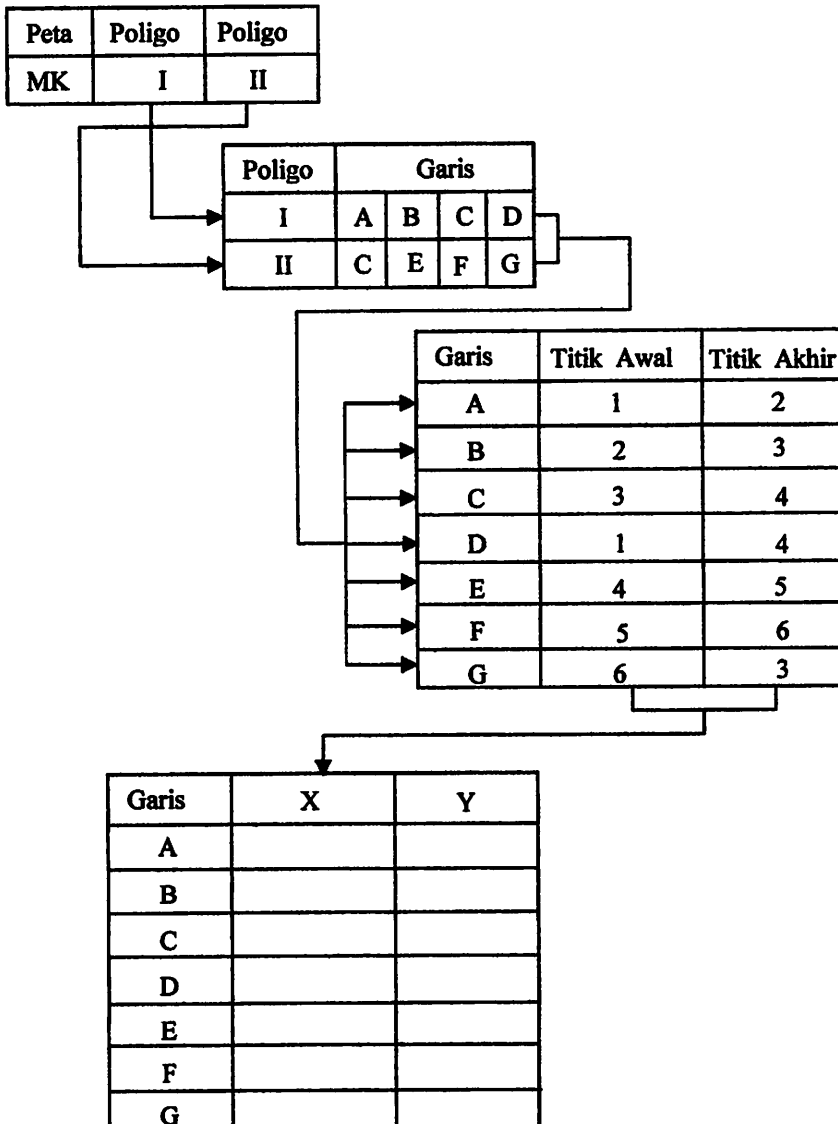 Peta Poligo Poligo
MK I II
Poligo Garis
I A B C D
II C E F G
Garis Titik Awal Titik Akhir
A 1 2
B 2 3
C 3 4
D 1 4
E 4 5
F 5 6
G 6 3
Garis X Y
A
B
C
D
E
F
G